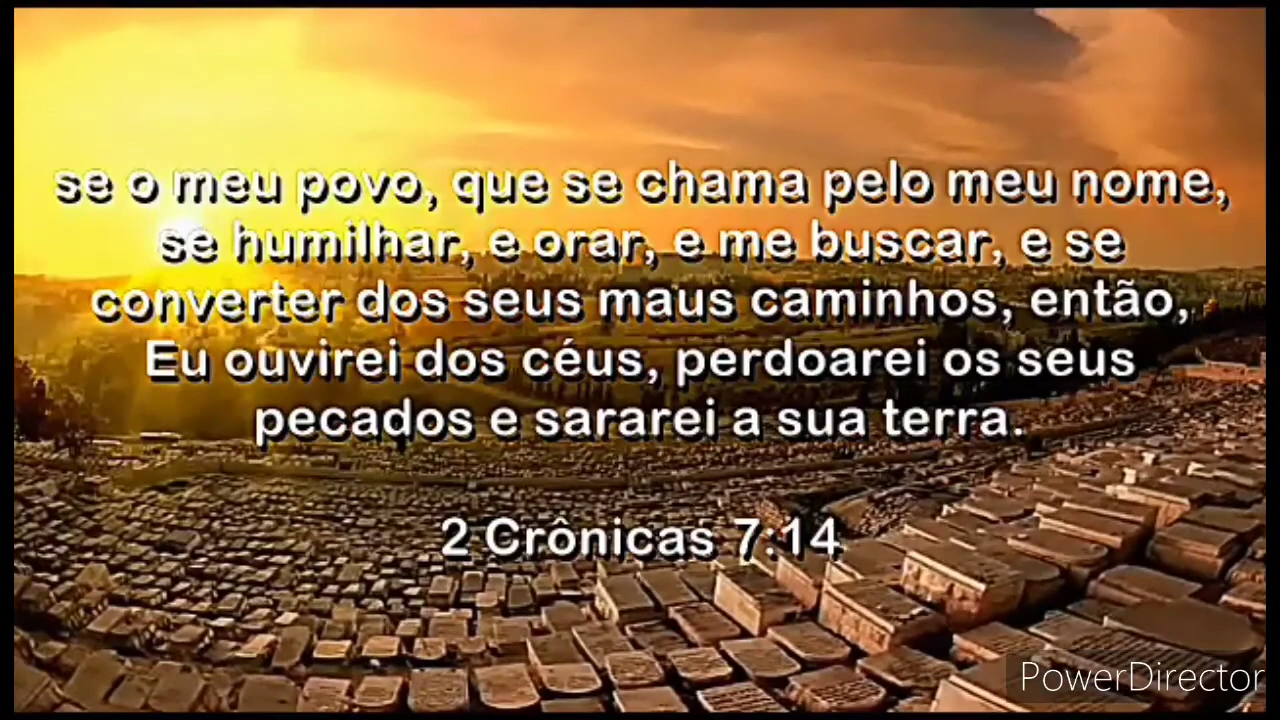 se o meu povo, que se chama pelo meu nome,
se humilhar, e orar, e me buscar, e se
converter dos seus maus caminhos, então,
Eu ouvirei dos céus, perdoarei os seus
pecados e sararei a sua terra.
2 Crônicas 7:14
PowerDirector